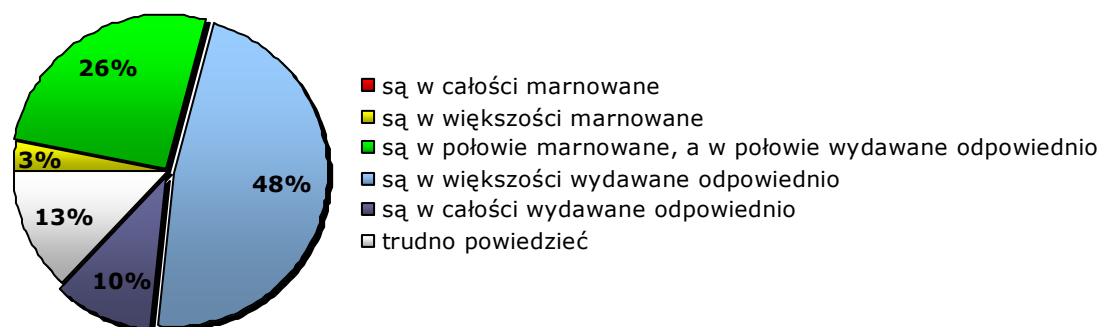 26%
3%
48%
13%
10%
są w całości marnowane
są w większości marnowane
są w połowie marnowane, a w połowie wydawane odpowiednio
są w większości wydawane odpowiednio
są w całości wydawane odpowiednio
trudno powiedzieć